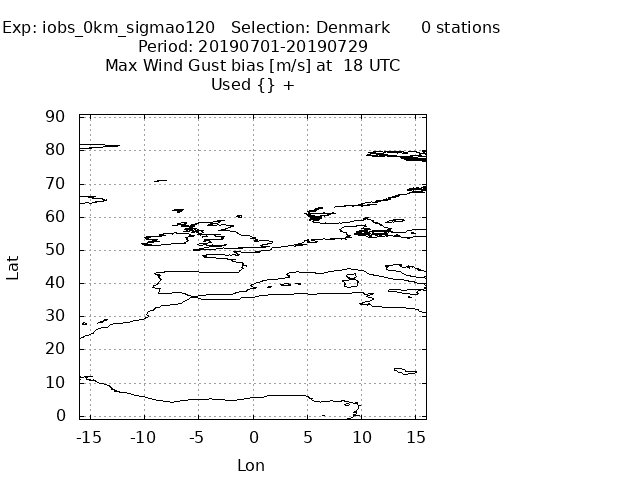 Exp: iobs_0km_sigmao120   Selection: Denmark      0 stations
Period: 20190701-20190729
Max Wind Gust bias [m/s] at  18 UTC
Used {} +
90
80
70
60
50
40
30
20
10
0
Lat
-15 -10 -5 0 5 10 15
Lon